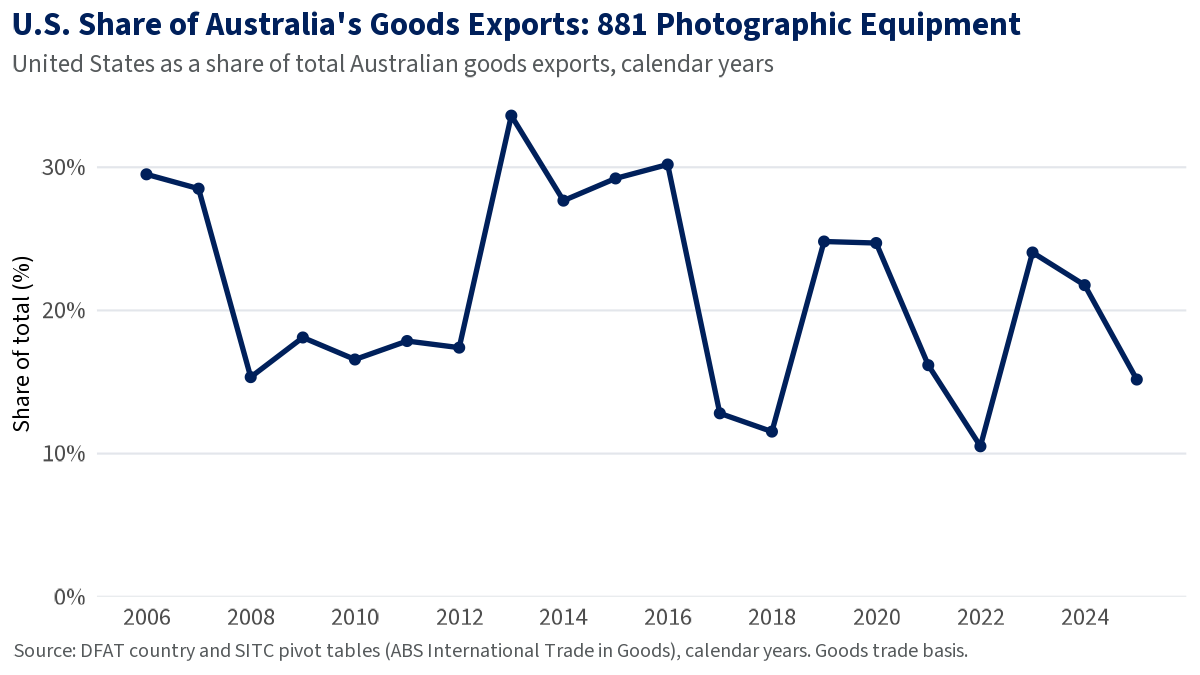 U.S. Share of Australia's Goods Exports: 881 Photographic Equipment
United States as a share of total Australian goods exports, calendar years
Share of total (%)
30%
20%
10%
0%
2006 2008 2010 2012 2014 2016 2018 2020 2022 2024
Source: DFAT country and SITC pivot tables (ABS International Trade in Goods), calendar years. Goods trade basis.